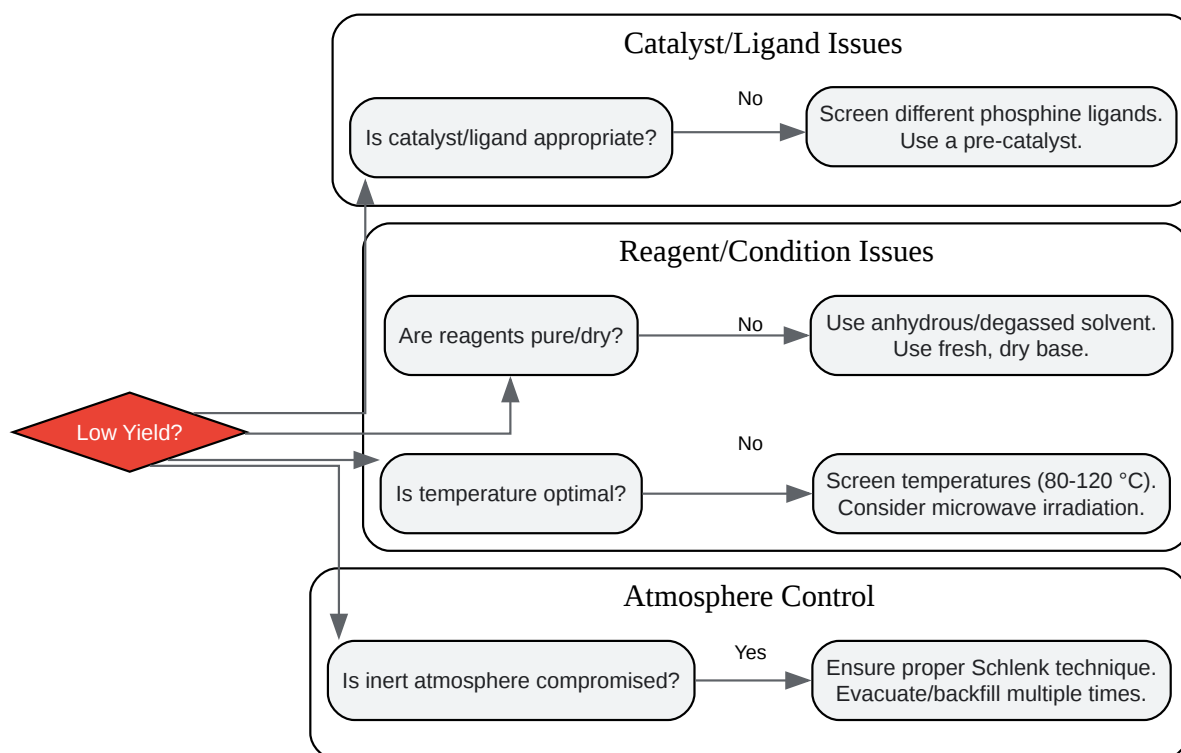 Catalyst/Ligand Issues
Is catalyst/ligand appropriate?
No
Screen different phosphine ligands.
Use a pre-catalyst.
Reagent/Condition Issues
Are reagents pure/dry?
No
Use anhydrous/degassed solvent.
Use fresh, dry base.
Low Yield?
Is temperature optimal?
No
Screen temperatures (80-120 °C).
Consider microwave irradiation.
Atmosphere Control
Is inert atmosphere compromised?
Yes
Ensure proper Schlenk technique.
Evacuate/backfill multiple times.